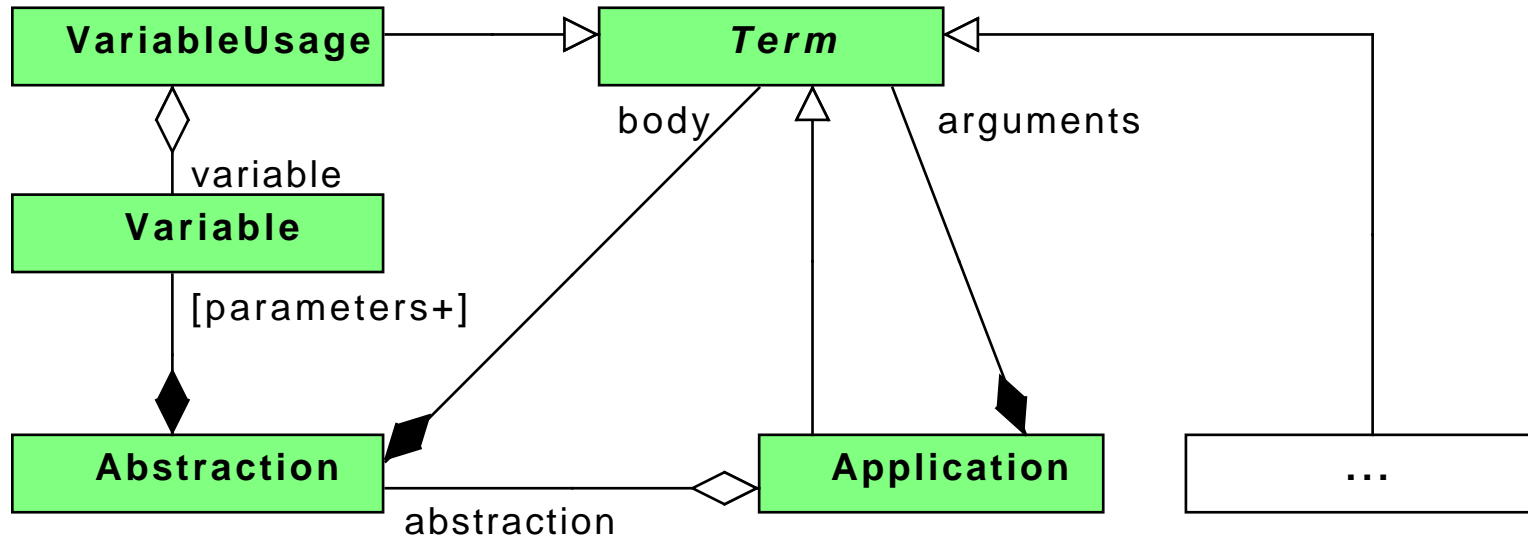 VariableUsage
Term
body
arguments
variable
Variable
[parameters+]
Abstraction
Application
...
abstraction